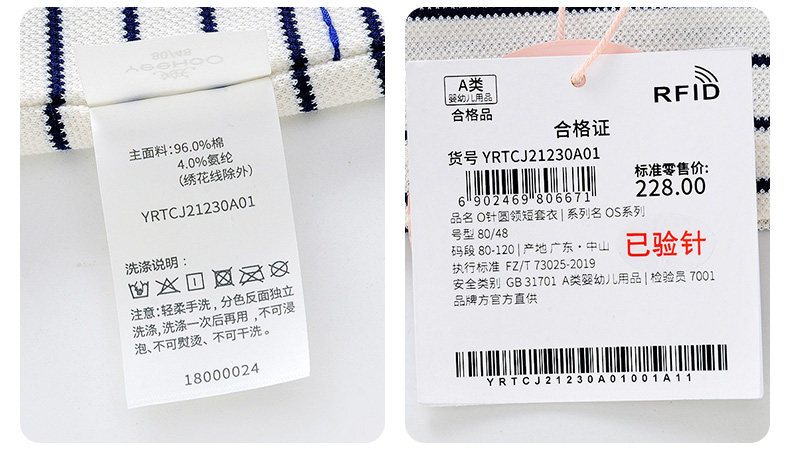 80/48
YeeHoO
主面料:96.0%棉
4.0%氨纶
(绣花线除外)
YRTCJ21230A01
洗涤说明:
注意:轻柔手洗,分色反面独立
洗涤,洗涤一次后再用,不可浸
泡、不可熨烫、不可干洗。
18000024
A类
婴幼儿用品
合格品
RFID
合格证
货号 YRTCJ21230A01
标准零售价:
228.00
6 902469 806671
品名 O针圆领短套衣 | 系列名 OS系列
号型 80/48
码段 80-120 | 产地 广东·中山
已验针
执行标准 FZ/T 73025-2019
安全类别 GB 31701 A类婴幼儿用品 | 检验员 7001
品牌方官方直供
YRTCJ21230A01001A11